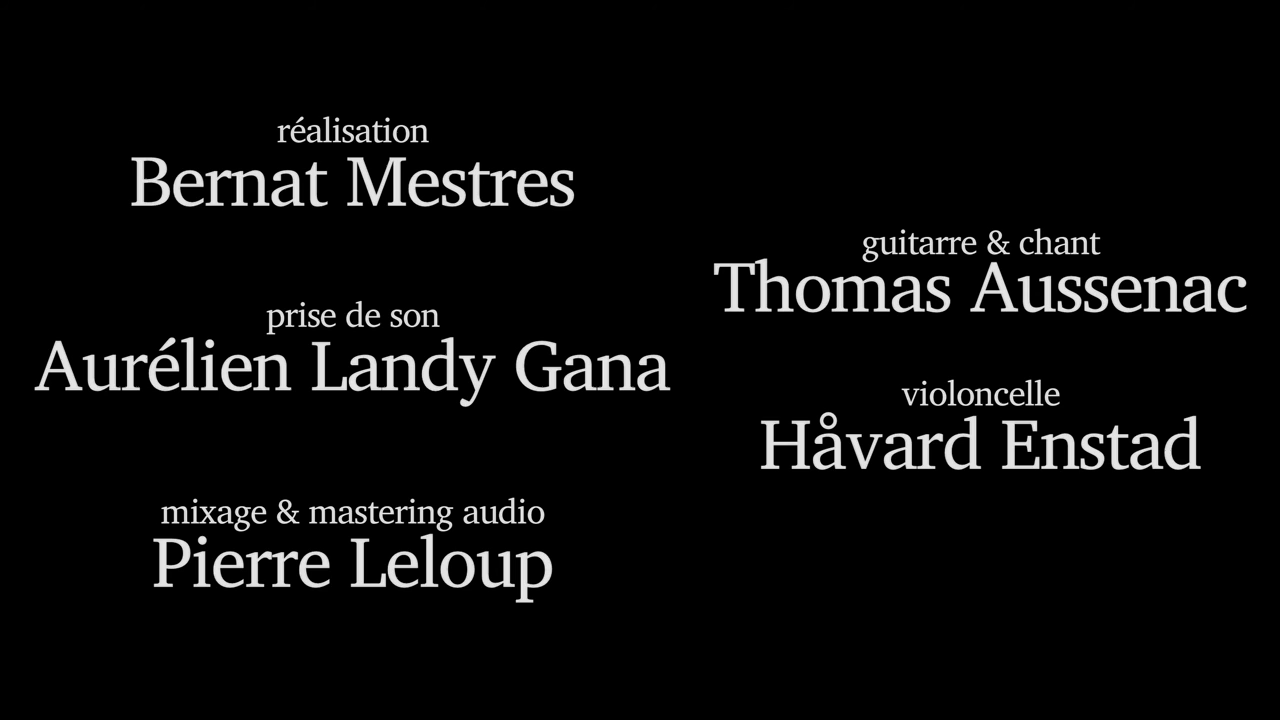 réalisation
Bernat Mestres
prise de son
Aurélien Landy Gana
mixage & mastering audio
Pierre Leloup
guitarre & chant
Thomas Aussenac
violoncelle
Håvard Enstad